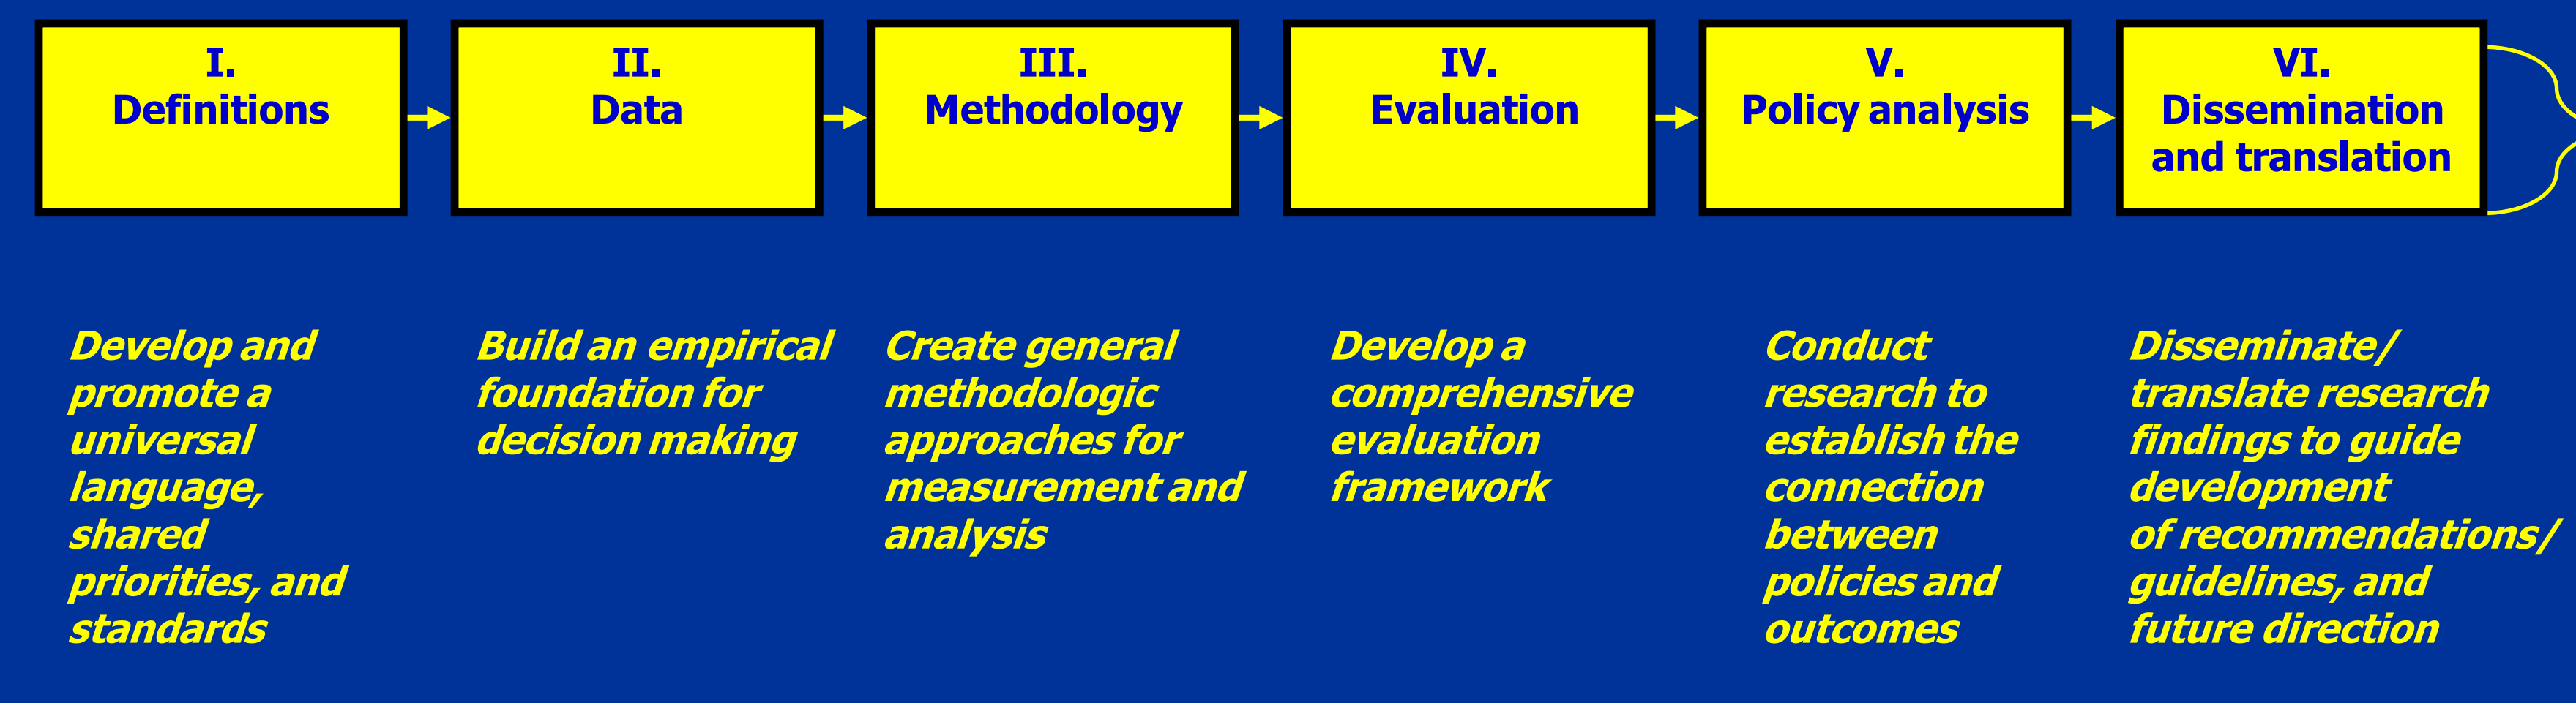 I.
Definitions
II.
Data
III.
Methodology
IV.
Evaluation
V.
Policy analysis
VI.
Dissemination
and translation
Develop and
promote a
universal
language,
shared
priorities, and
standards
Build an empirical
foundation for
decision making
Create general
methodologic
approaches for
measurement and
analysis
Develop a
comprehensive
evaluation
framework
Conduct
research to
establish the
connection
between
policies and
outcomes
Disseminate/
translate research
findings to guide
development
of recommendations/
guidelines, and
future direction